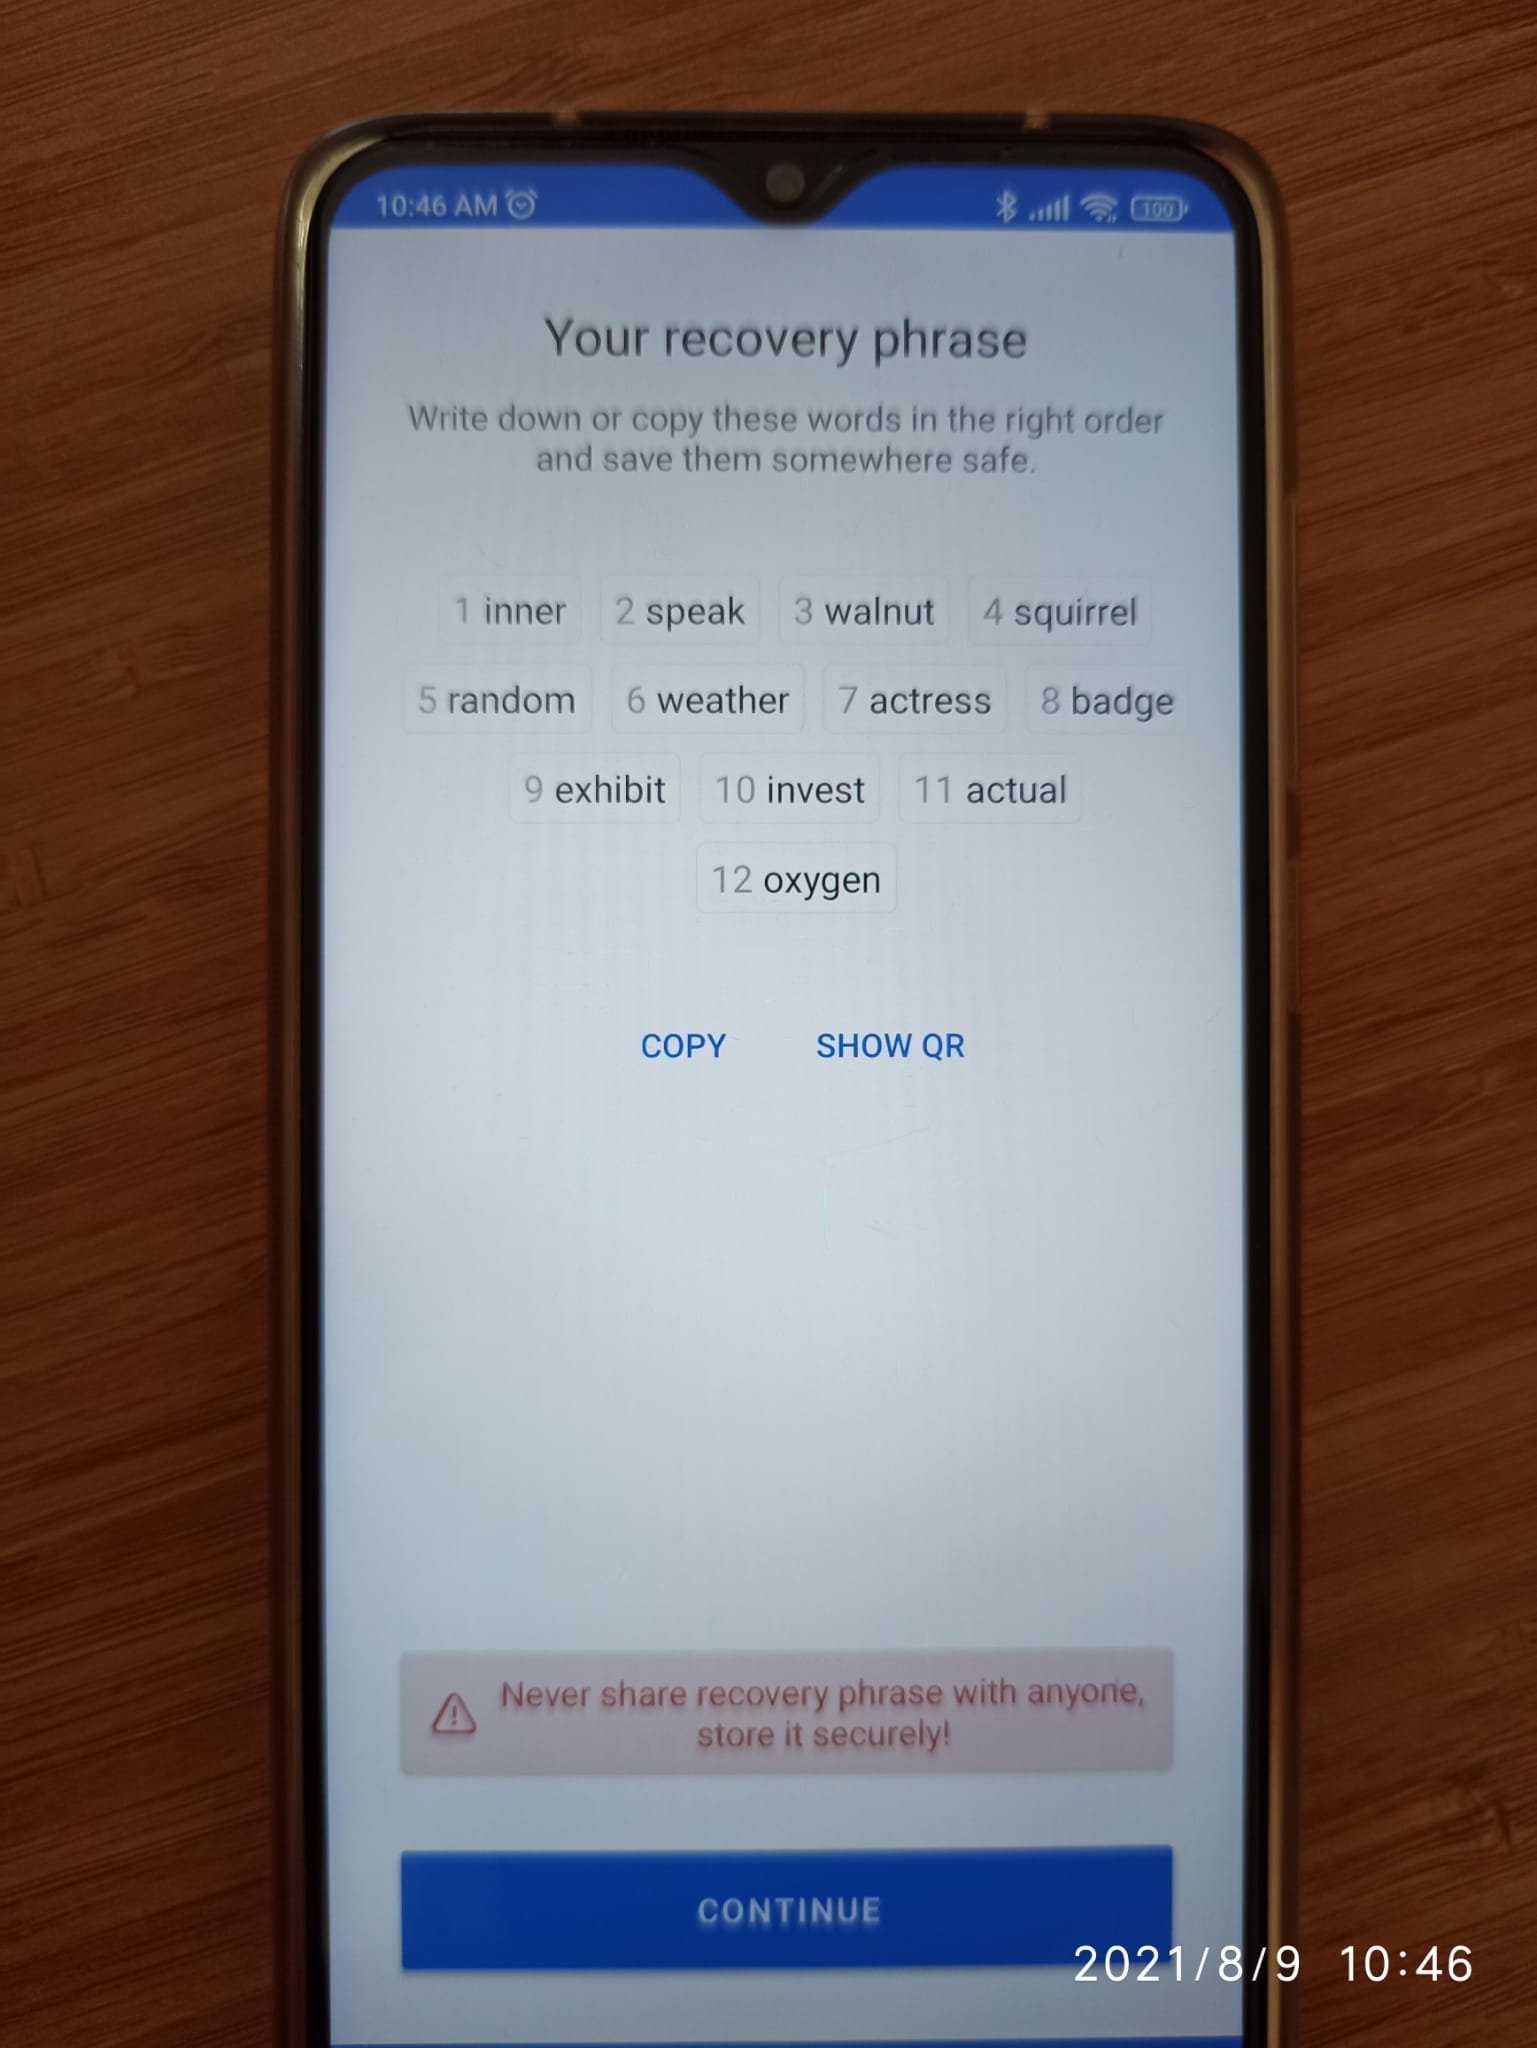 10:46 AM
100
Your recovery phrase
Write down or copy these words in the right order
and save them somewhere safe.
1 inner 2 speak 3 walnut 4 squirrel
5 random 6 weather 7 actress 8 badge
9 exhibit 10 invest 11 actual
12 oxygen
COPY SHOW QR
Never share recovery phrase with anyone,
store it securely!
CONTINUE
2021/8/9 10:46